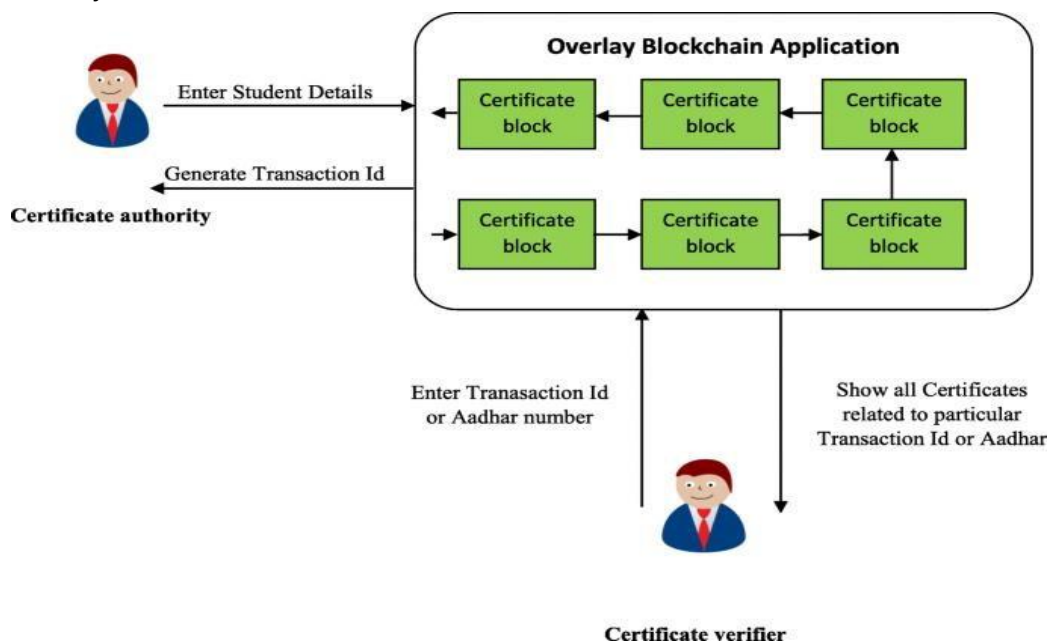 Overlay Blockchain Application
Enter Student Details
Generate Transaction Id
Certificate authority
Certificate
block
Certificate
block
Certificate
block
Certificate
block
Certificate
block
Certificate
block
Enter Tranasaction Id
or Aadhar number
Show all Certificates
related to particular
Transaction Id or Aadhar
Certificate verifier